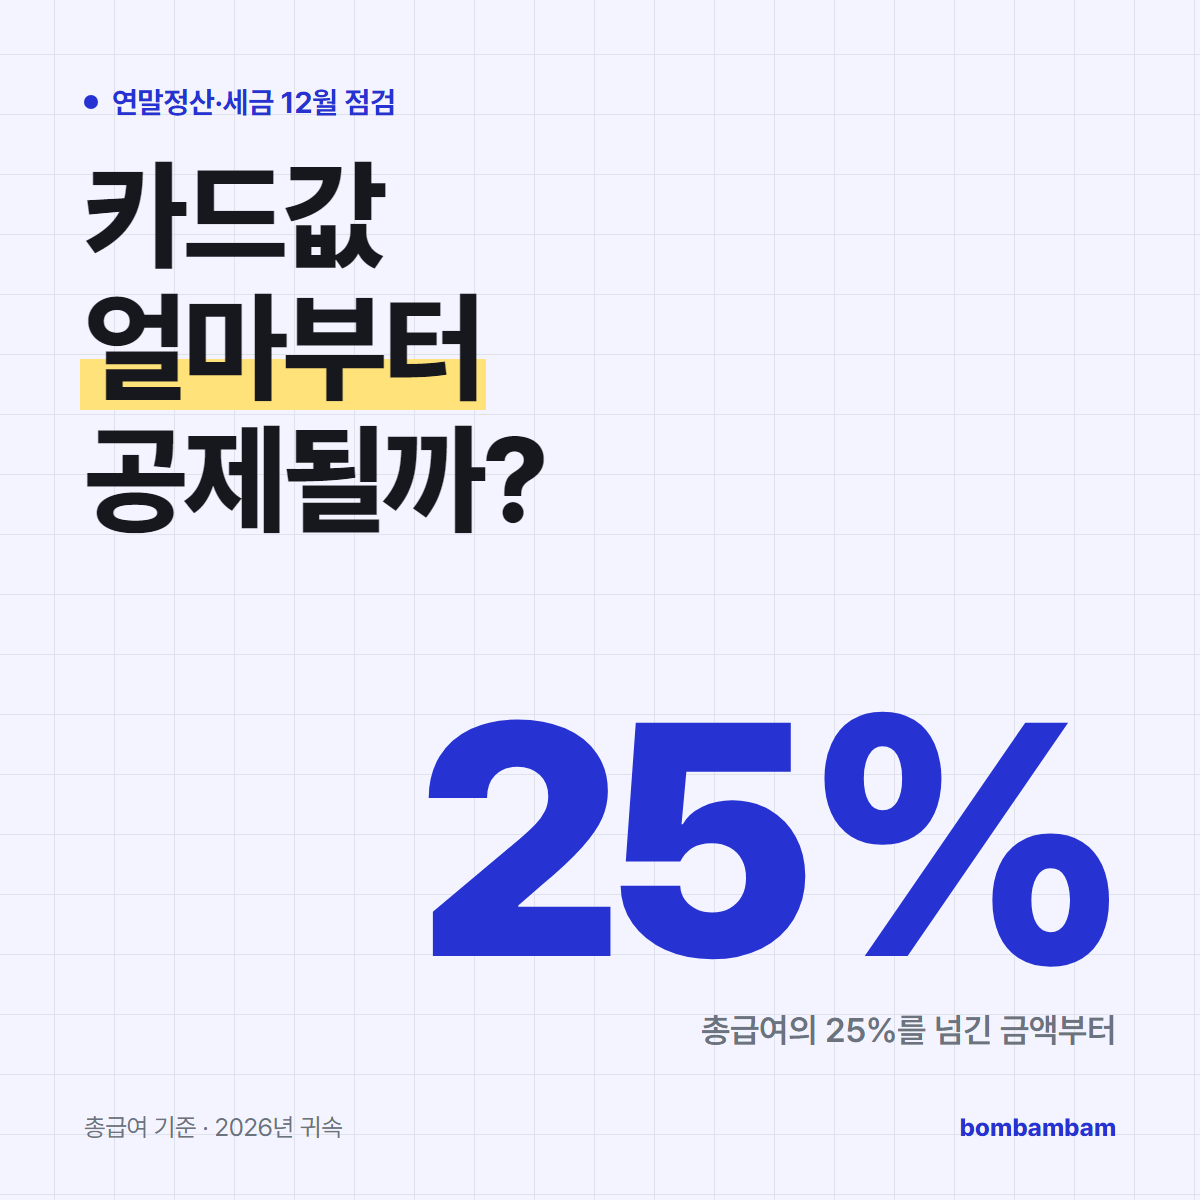 연말정산·세금 12월 점검
카드값
얼마부터
공제될까?
25%
총급여의 25%를 넘긴 금액부터
총급여 기준 · 2026년 귀속
bombambam